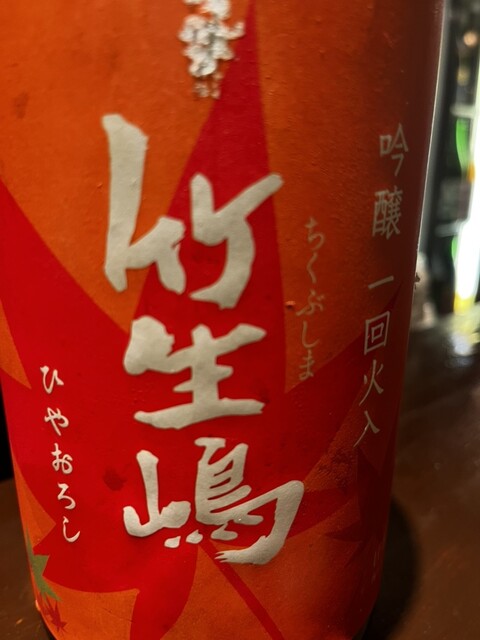 吟醸 一回火入
ちくぶしま
竹生嶋
ひやおろし